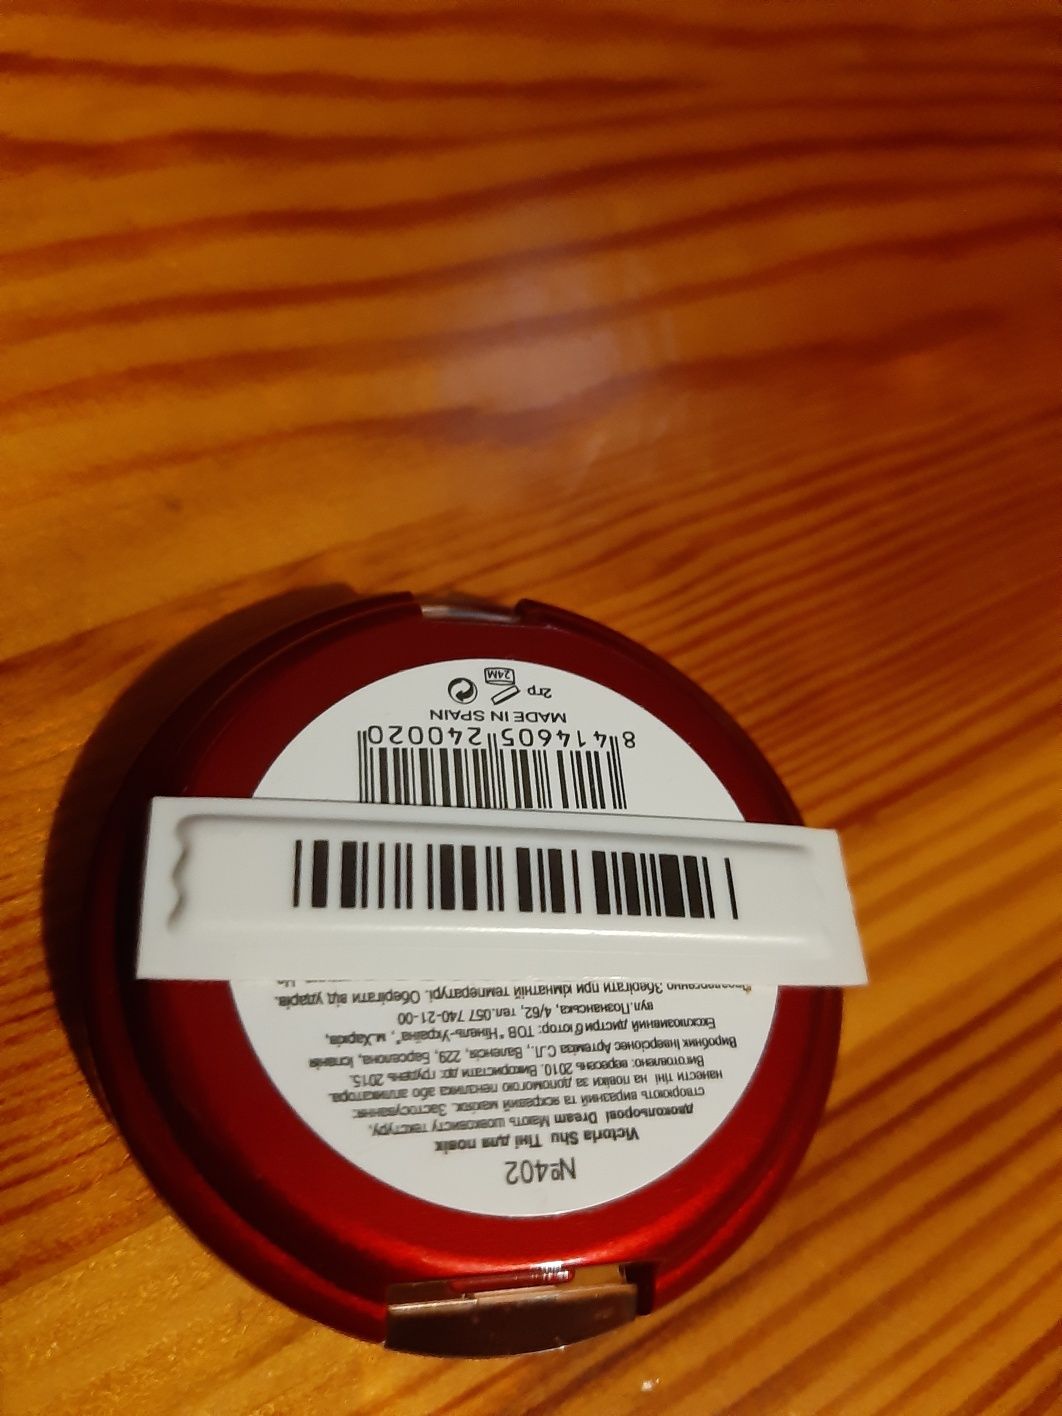 №402
Victoria Shu Тіні для повік
двокольорові Dream Мають шовковисту текстуру,
створюють виразний та яскравий макіяж. Застосування:
нанести тіні на повіки за допомогою пензлика або аплікатора.
Виготовлено: вересень 2010. Використати до: грудень 2015.
Виробник Інверсіонес Артеміза С.Л., Валенсія, 229, Барселона, Іспанія
Ексклюзивний дистриб'ютор: ТОВ "Нінель-Україна", м.Харків,
вул.Познанська, 4/62, тел.057 740-21-00
Зберігати при кімнатній температурі. Оберігати від ударів.
8 414605 240020
MADE IN SPAIN
2гр 24M